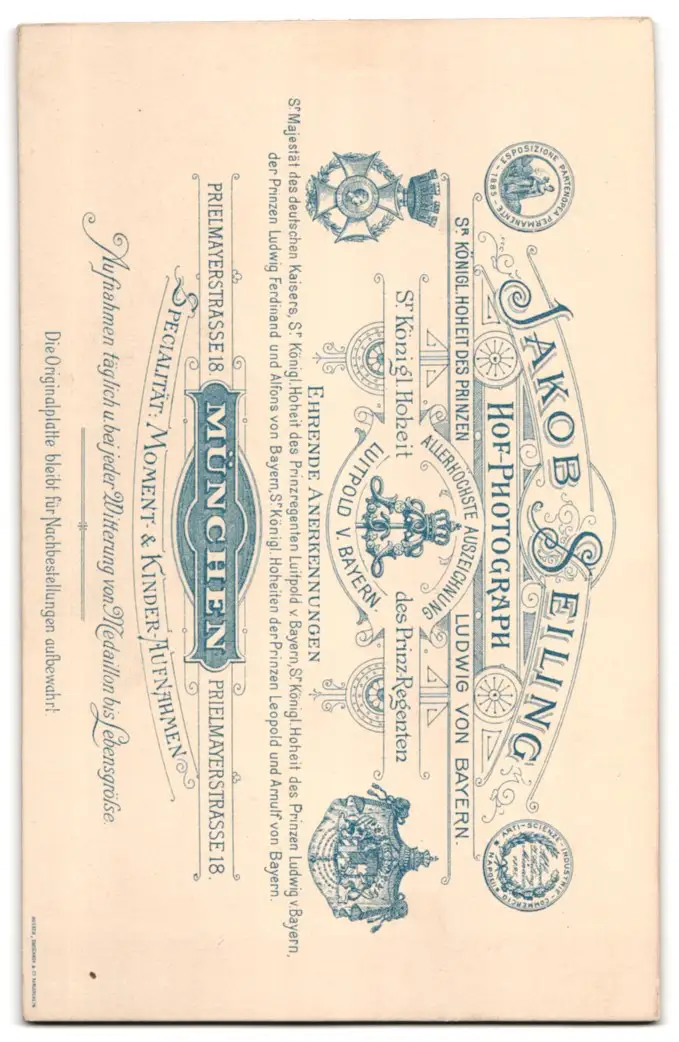 JAKOB SEILING
HOF-PHOTOGRAPH
ESPOSIZIONE PARTENOPEA PERMANENTE - 1885 -
ARTI - SCIENZE - INDUSTRIE - COMMERCIO
NAPOLI
Sr. KÖNIGL. HOHEIT DES PRINZEN LUDWIG VON BAYERN.
ALLERHÖCHSTE AUSZEICHNUNG
Sr. Königl. Hoheit des Prinz-Regenten
LUITPOLD V. BAYERN.
EHRENDE ANERKENNUNGEN
Sr. Majestät des deutschen Kaisers, Sr. Königl. Hoheit des Prinzregenten Luitpold v. Bayern, Sr. Königl. Hoheit des Prinzen Ludwig v. Bayern,
der Prinzen Ludwig Ferdinand und Alfons von Bayern, Sr. Königl. Hoheiten der Prinzen Leopold und Arnulf von Bayern.
PRIELMAYERSTRASSE 18. MÜNCHEN PRIELMAYERSTRASSE 18.
SPECIALITÄT: MOMENT- & KINDER-AUFNAHMEN
Aufnahmen täglich u. bei jeder Witterung von Medaillon bis Lebensgröße.
Die Originalplatte bleibt für Nachbestellungen aufbewahrt.